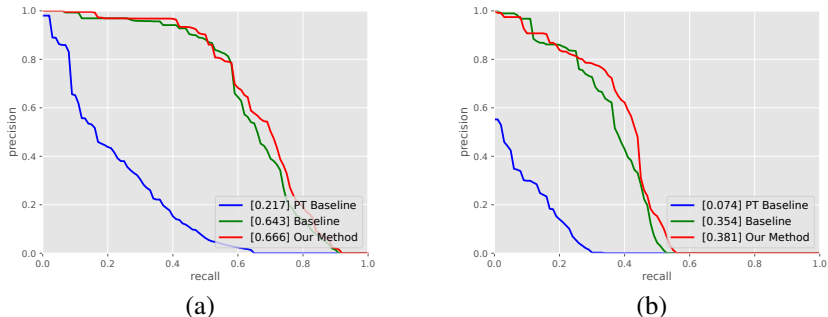 1.0
0.8
0.6
0.4
0.2
0.0
precision
0.0 0.2 0.4 0.6 0.8 1.0
recall
[0.217] PT Baseline
[0.643] Baseline
[0.666] Our Method
(a)
1.0
0.8
0.6
0.4
0.2
0.0
precision
0.0 0.2 0.4 0.6 0.8 1.0
recall
[0.074] PT Baseline
[0.354] Baseline
[0.381] Our Method
(b)